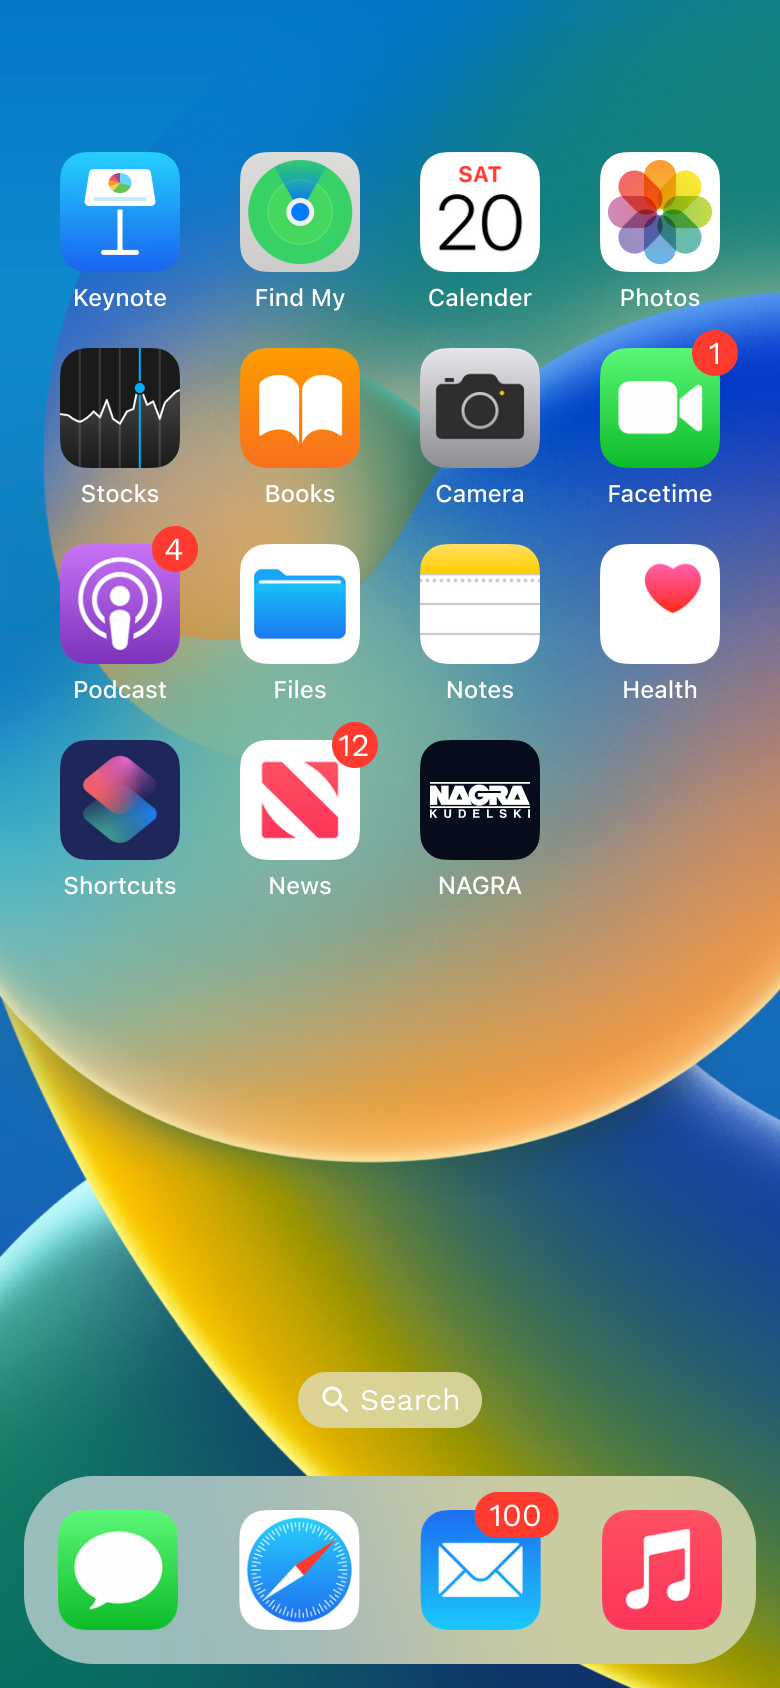 SAT
20
Keynote
Find My
Calender
Photos
1
Stocks
Books
Camera
Facetime
4
Podcast
Files
Notes
Health
12
NAGRA
KUDELSKI
Shortcuts
News
NAGRA
Search
100